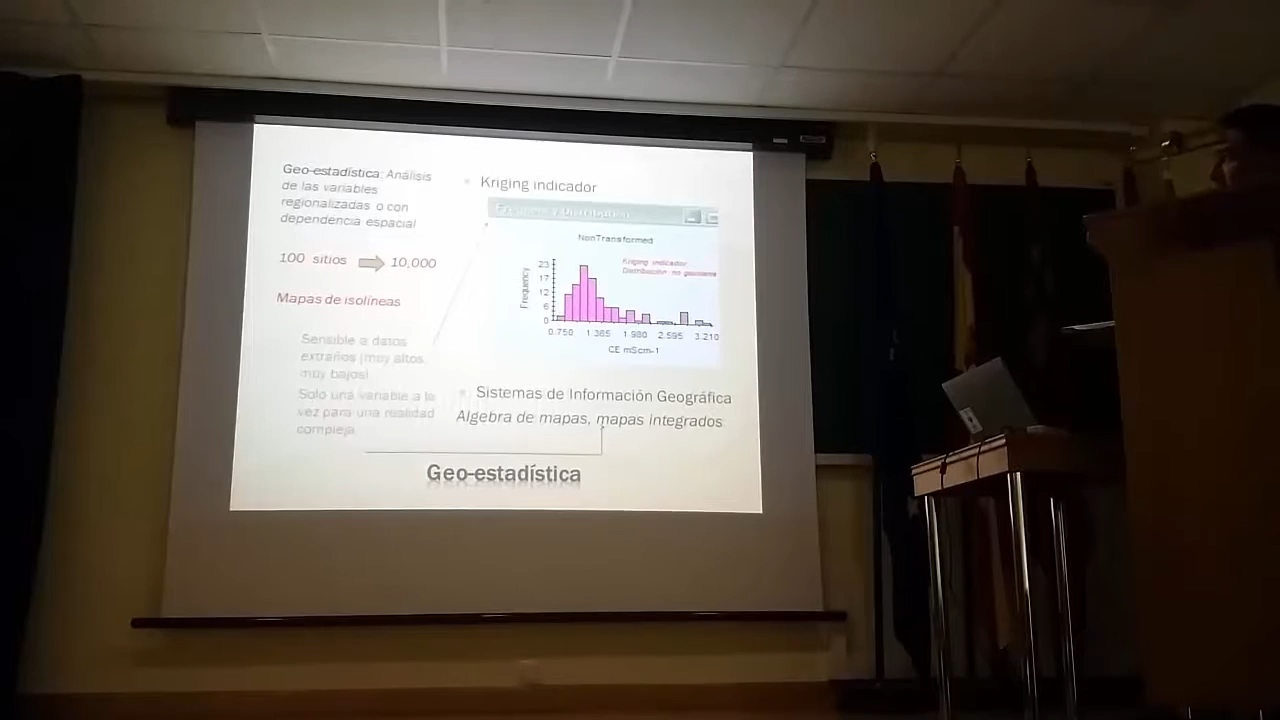 Geo-estadística: Análisis
de las variables
regionalizadas o con
dependencia espacial
100 sitios 10,000
Mapas de isolíneas
Sensible a datos
extraños (muy altos,
muy bajos)
Solo una variable a la
vez para una realidad
compleja
Kriging indicador
Frequency Distribution
NonTransformed
Kriging indicador
Distribución no gaussiana
Frequency
23
17
12
6
0
0.750 1.365 1.980 2.595 3.210
CE mScm-1
Sistemas de Información Geográfica
Algebra de mapas, mapas integrados
Geo-estadística